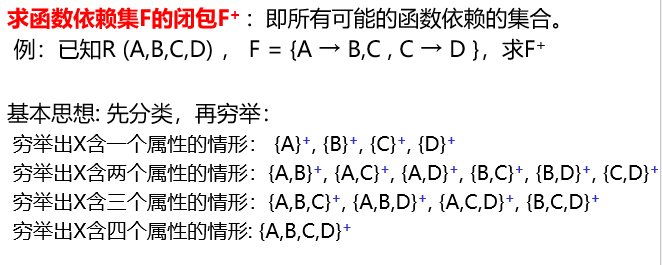 求函数依赖集F的闭包F⁺ ：即所有可能的函数依赖的集合。
例：已知R (A,B,C,D) ， F = {A → B,C , C → D }，求F⁺
基本思想: 先分类，再穷举：
穷举出X含一个属性的情形： {A}⁺, {B}⁺, {C}⁺, {D}⁺
穷举出X含两个属性的情形：{A,B}⁺, {A,C}⁺, {A,D}⁺, {B,C}⁺, {B,D}⁺, {C,D}⁺
穷举出X含三个属性的情形：{A,B,C}⁺, {A,B,D}⁺, {A,C,D}⁺, {B,C,D}⁺
穷举出X含四个属性的情形: {A,B,C,D}⁺